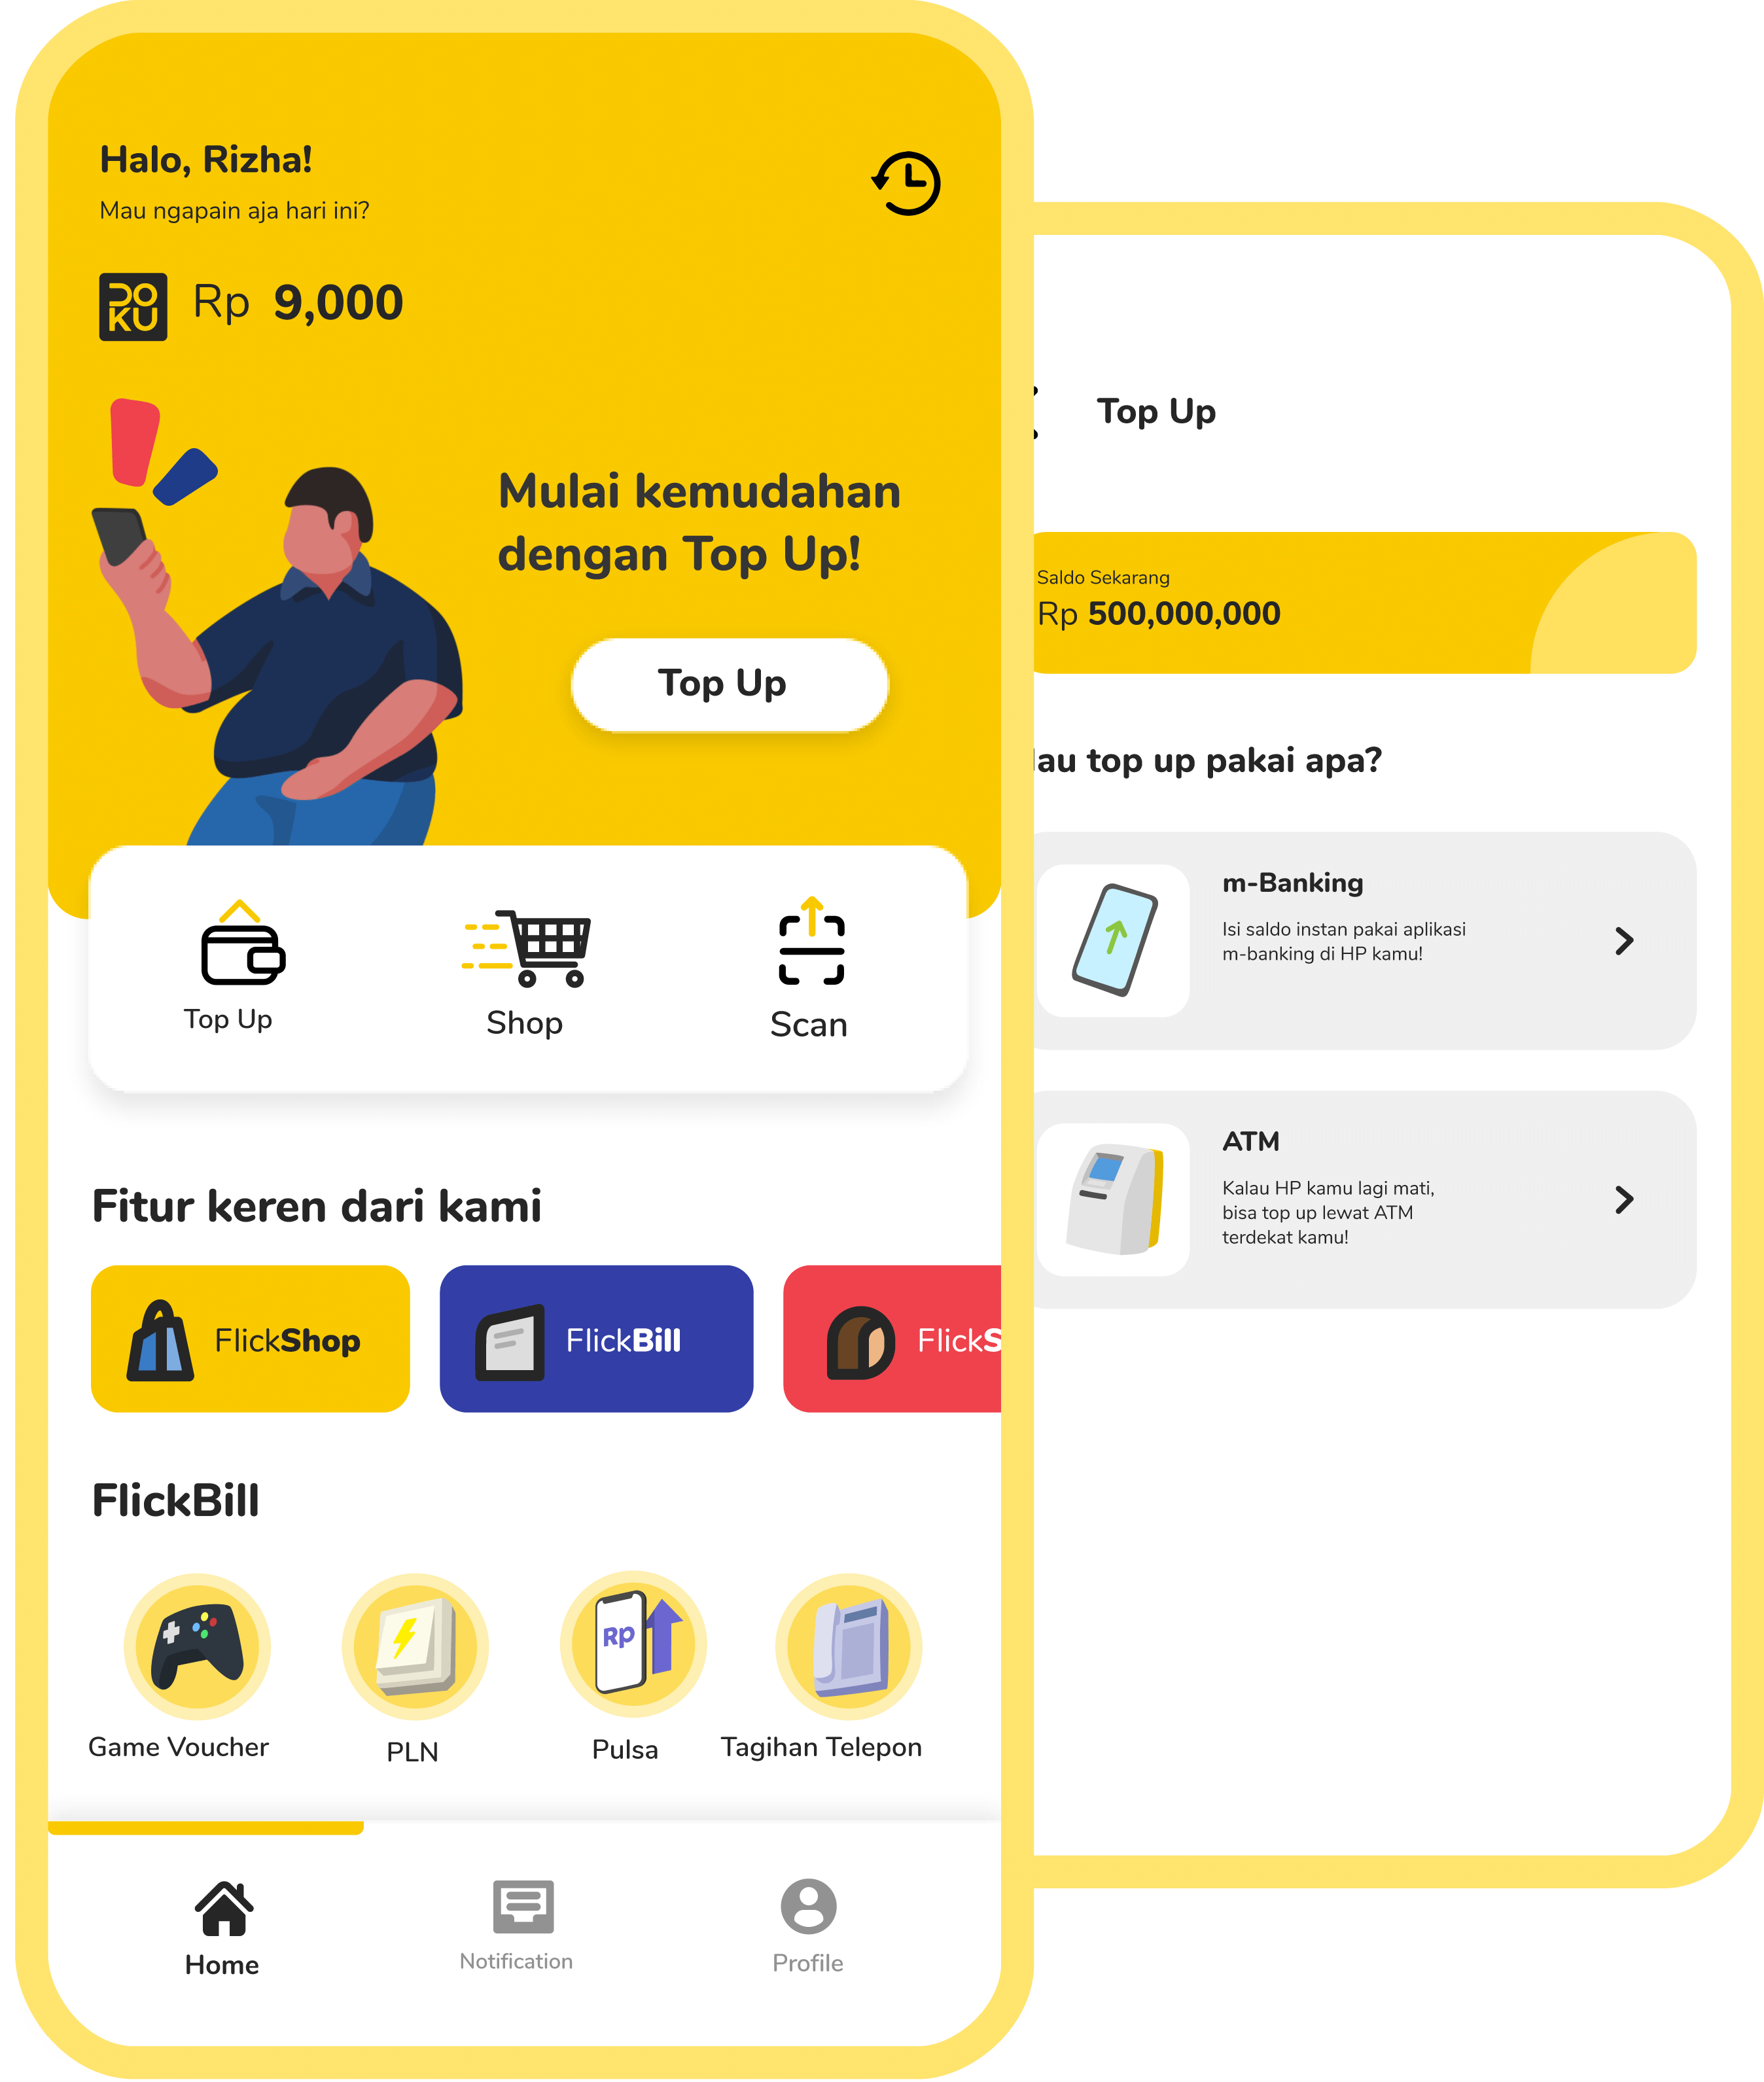 Halo, Rizha!
Mau ngapain aja hari ini?
DOKU
Rp 9,000
Mulai kemudahan
dengan Top Up!
Top Up
Top Up
Shop
Scan
Fitur keren dari kami
FlickShop
FlickBill
FlickS
FlickBill
Rp
Game Voucher
PLN
Pulsa
Tagihan Telepon
Home
Notification
Profile
Top Up
Saldo Sekarang
Rp 500,000,000
au top up pakai apa?
m-Banking
Isi saldo instan pakai aplikasi
m-banking di HP kamu!
ATM
Kalau HP kamu lagi mati,
bisa top up lewat ATM
terdekat kamu!